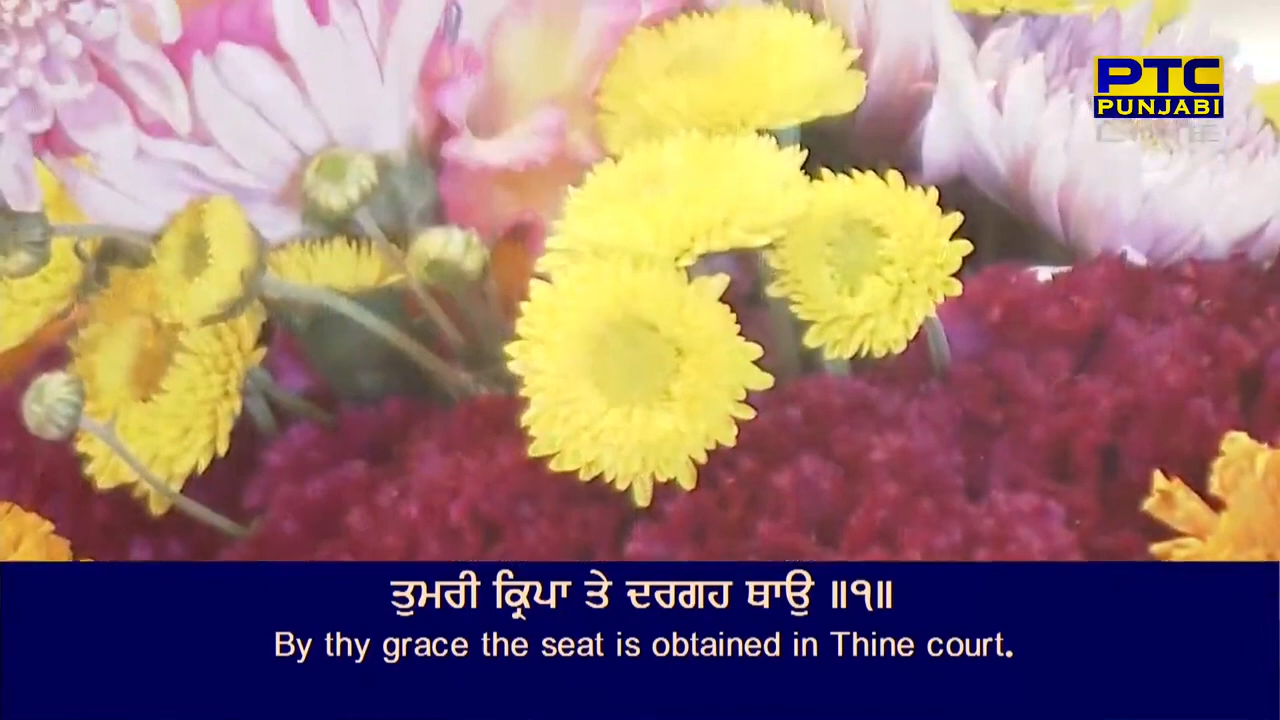 PTC
PUNJABI
ਤੁਮਰੀ ਕ੍ਰਿਪਾ ਤੇ ਦਰਗਹ ਥਾਉ ॥੧॥
By thy grace the seat is obtained in Thine court.